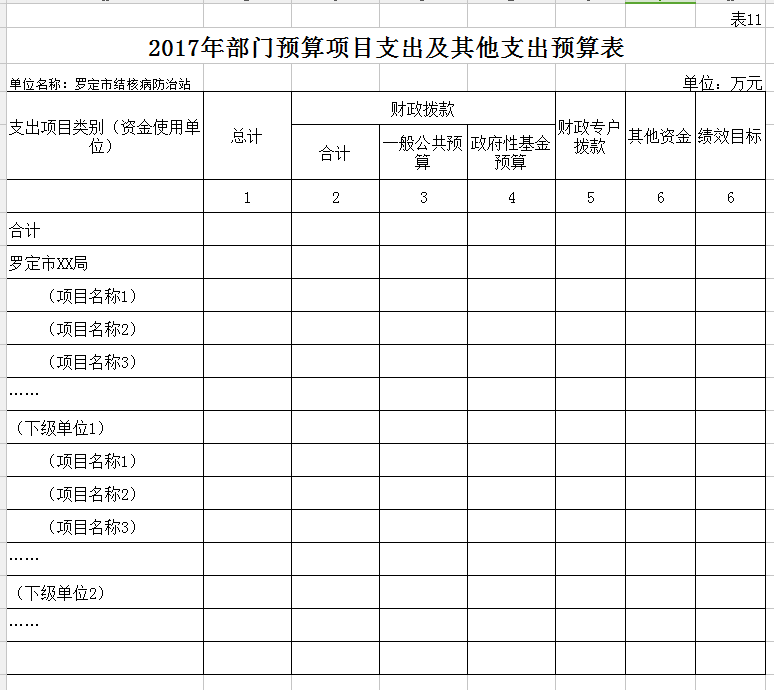 表11
2017年部门预算项目支出及其他支出预算表
单位名称：罗定市结核病防治站
单位：万元
支出项目类别（资金使用单
位）
总计
财政拨款
合计
一般公共预
算
政府性基金
预算
财政专户
拨款
其他资金
绩效目标
1
2
3
4
5
6
6
合计
罗定市XX局
（项目名称1）
（项目名称2）
（项目名称3）
……
（下级单位1）
（项目名称1）
（项目名称2）
（项目名称3）
……
（下级单位2）
……